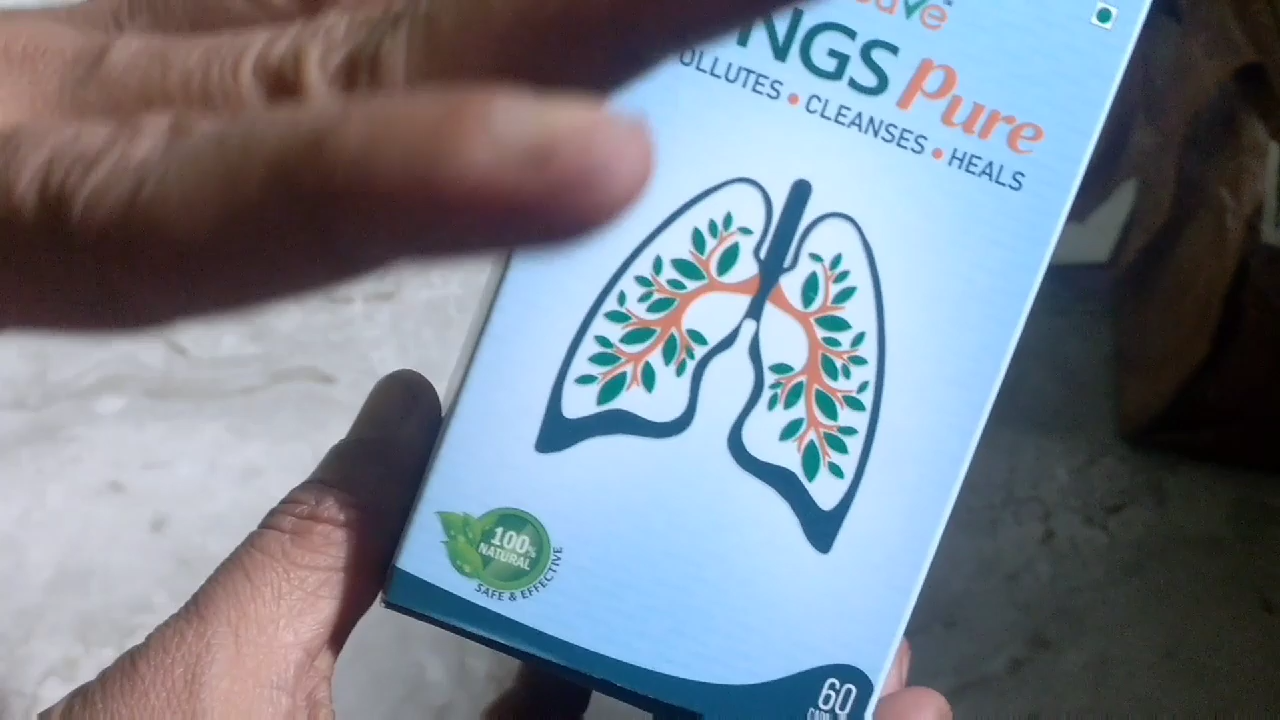 NGS Pure
OLLUTES • CLEANSES • HEALS
100%
NATURAL
SAFE & EFFECTIVE
60